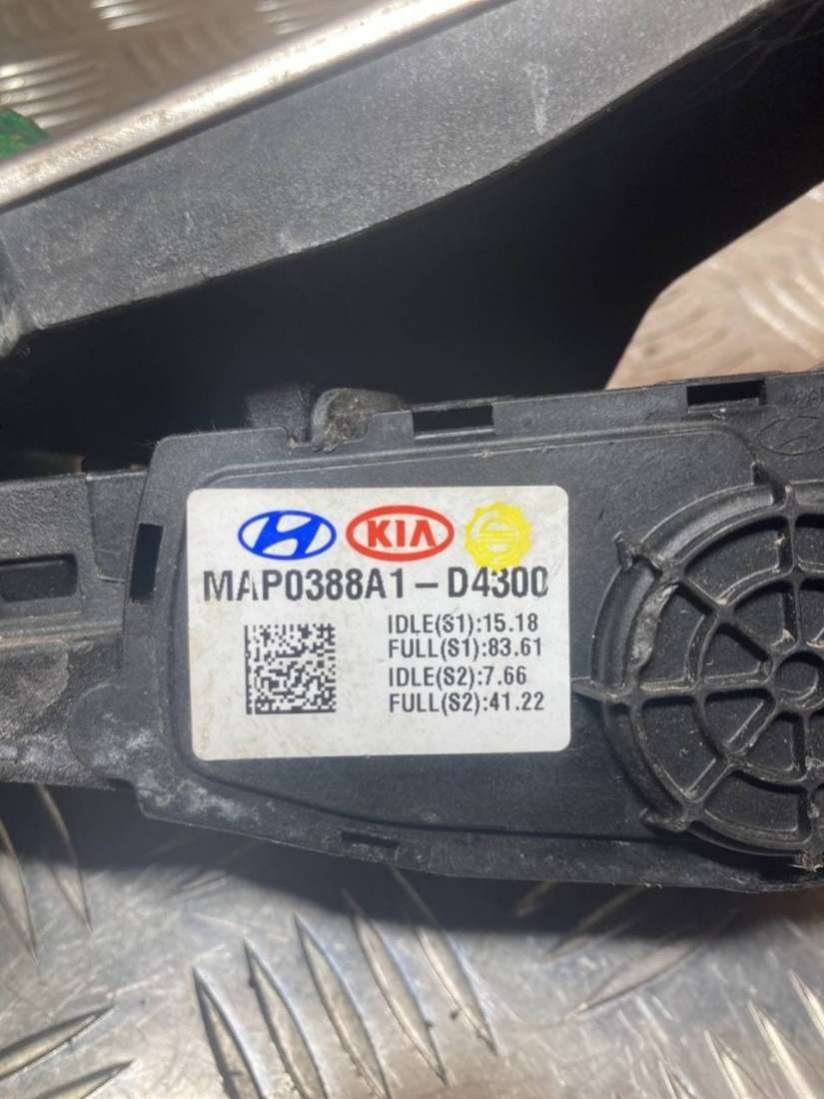 KIA
MAP0388A1-D4300
IDLE(S1):15.18
FULL(S1):83.61
IDLE(S2):7.66
FULL(S2):41.22